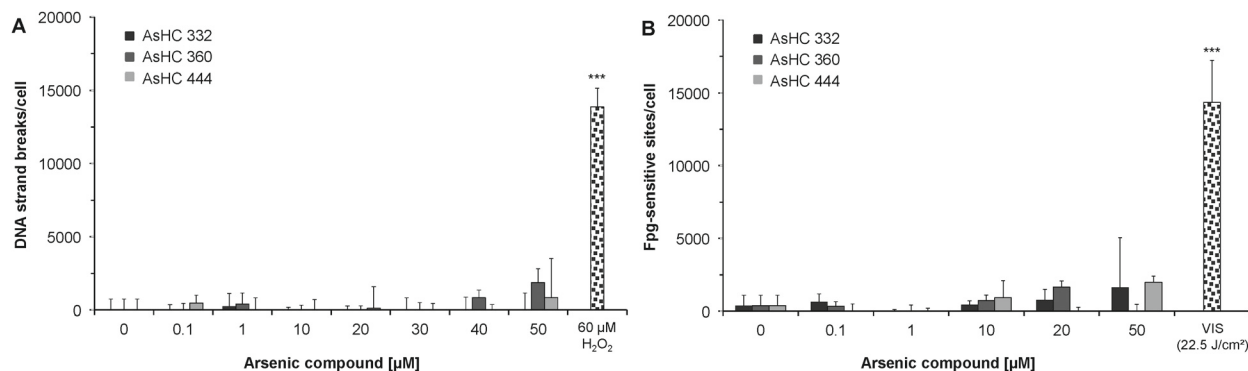 A
AsHC 332
AsHC 360
AsHC 444
DNA strand breaks/cell
20000
15000
10000
5000
0
***
0 0.1 1 10 20 30 40 50 60 µM
H₂O₂
Arsenic compound [µM]
B
AsHC 332
AsHC 360
AsHC 444
Fpg-sensitive sites/cell
20000
15000
10000
5000
0
***
0 0.1 1 10 20 50 VIS
(22.5 J/cm²)
Arsenic compound [µM]